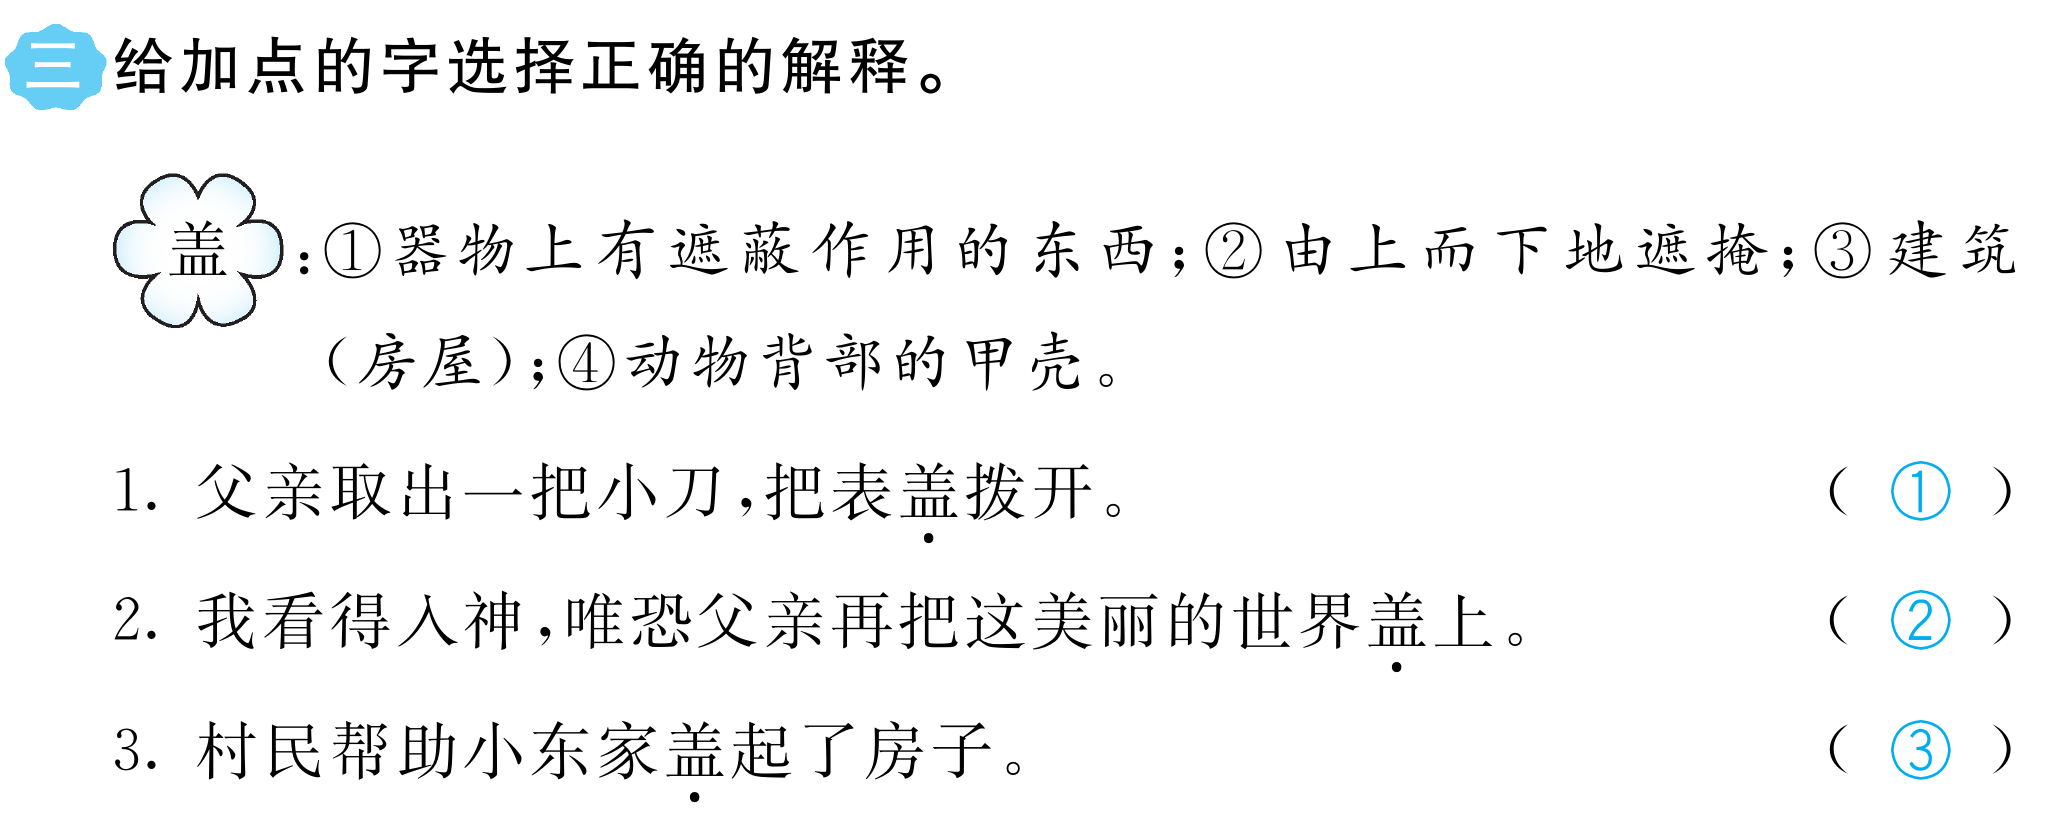 三 给加点的字选择正确的解释。
盖:①器物上有遮蔽作用的东西;②由上而下地遮掩;③建筑
(房屋);④动物背部的甲壳。
1. 父亲取出一把小刀,把表盖拨开。 ( ① )
2. 我看得入神,唯恐父亲再把这美丽的世界盖上。 ( ② )
3. 村民帮助小东家盖起了房子。 ( ③ )